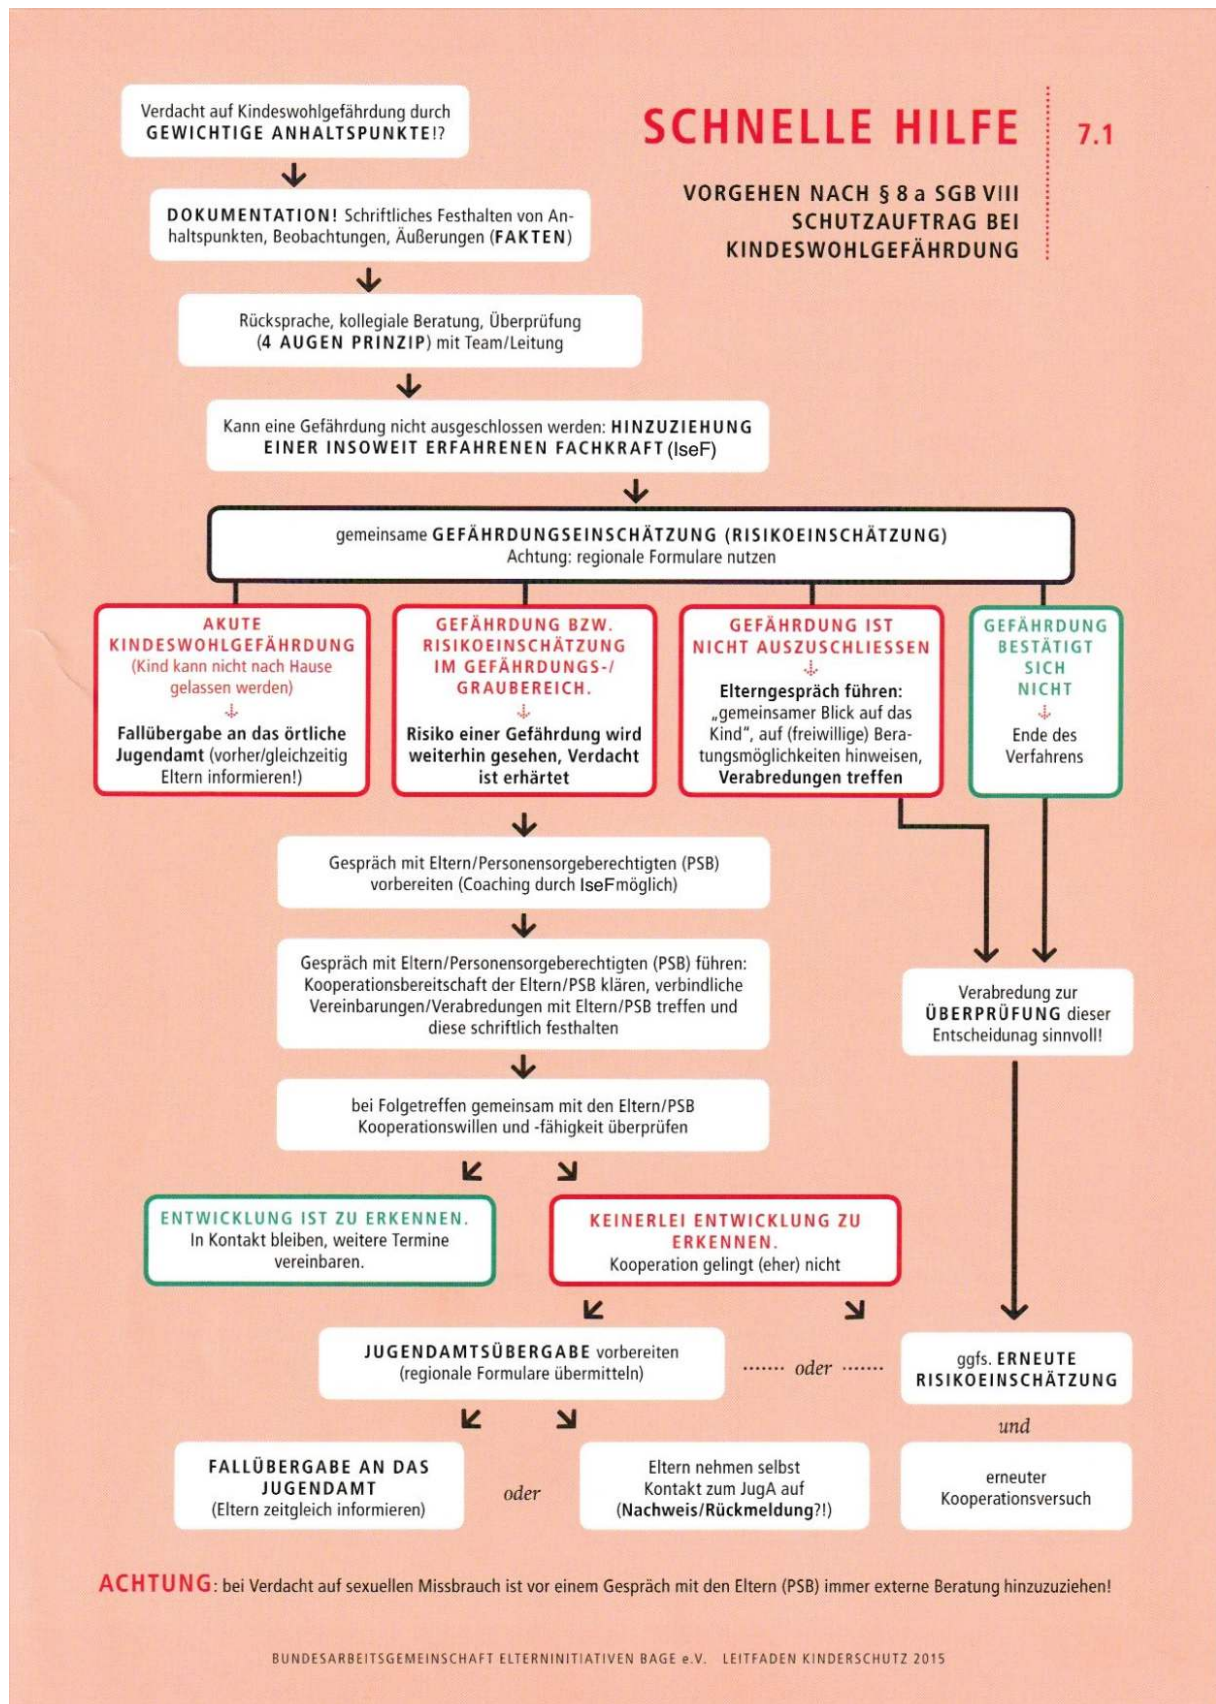 Verdacht auf Kindeswohlgefährdung durch
GEWICHTIGE ANHALTSPUNKTE!?
SCHNELLE HILFE
7.1
VORGEHEN NACH § 8 a SGB VIII
SCHUTZAUFTRAG BEI
KINDESWOHLGEFÄHRDUNG
DOKUMENTATION! Schriftliches Festhalten von An-
haltspunkten, Beobachtungen, Äußerungen (FAKTEN)
Rücksprache, kollegiale Beratung, Überprüfung
(4 AUGEN PRINZIP) mit Team/Leitung
Kann eine Gefährdung nicht ausgeschlossen werden: HINZUZIEHUNG
EINER INSOWEIT ERFAHRENEN FACHKRAFT (IseF)
gemeinsame GEFÄHRDUNGSEINSCHÄTZUNG (RISIKOEINSCHÄTZUNG)
Achtung: regionale Formulare nutzen
AKUTE
KINDESWOHLGEFÄHRDUNG
(Kind kann nicht nach Hause
gelassen werden)
Fallübergabe an das örtliche
Jugendamt (vorher/gleichzeitig
Eltern informieren!)
GEFÄHRDUNG BZW.
RISIKOEINSCHÄTZUNG
IM GEFÄHRDUNGS-/
GRAUBEREICH.
Risiko einer Gefährdung wird
weiterhin gesehen, Verdacht
ist erhärtet
GEFÄHRDUNG IST
NICHT AUSZUSCHLIESSEN
Elterngespräch führen:
„gemeinsamer Blick auf das
Kind“, auf (freiwillige) Bera-
tungsmöglichkeiten hinweisen,
Verabredungen treffen
GEFÄHRDUNG
BESTÄTIGT
SICH
NICHT
Ende des
Verfahrens
Gespräch mit Eltern/Personensorgeberechtigten (PSB)
vorbereiten (Coaching durch IseF möglich)
Gespräch mit Eltern/Personensorgeberechtigten (PSB) führen:
Kooperationsbereitschaft der Eltern/PSB klären, verbindliche
Vereinbarungen/Verabredungen mit Eltern/PSB treffen und
diese schriftlich festhalten
Verabredung zur
ÜBERPRÜFUNG dieser
Entscheidunag sinnvoll!
bei Folgetreffen gemeinsam mit den Eltern/PSB
Kooperationswillen und -fähigkeit überprüfen
ENTWICKLUNG IST ZU ERKENNEN.
In Kontakt bleiben, weitere Termine
vereinbaren.
KEINERLEI ENTWICKLUNG ZU
ERKENNEN.
Kooperation gelingt (eher) nicht
JUGENDAMTSÜBERGABE vorbereiten
(regionale Formulare übermitteln)
....... oder .......
ggfs. ERNEUTE
RISIKOEINSCHÄTZUNG
und
FALLÜBERGABE AN DAS
JUGENDAMT
(Eltern zeitgleich informieren)
oder
Eltern nehmen selbst
Kontakt zum JugA auf
(Nachweis/Rückmeldung?!)
erneuter
Kooperationsversuch
ACHTUNG: bei Verdacht auf sexuellen Missbrauch ist vor einem Gespräch mit den Eltern (PSB) immer externe Beratung hinzuzuziehen!
BUNDESARBEITSGEMEINSCHAFT ELTERNINITIATIVEN BAGE e.V. LEITFADEN KINDERSCHUTZ 2015